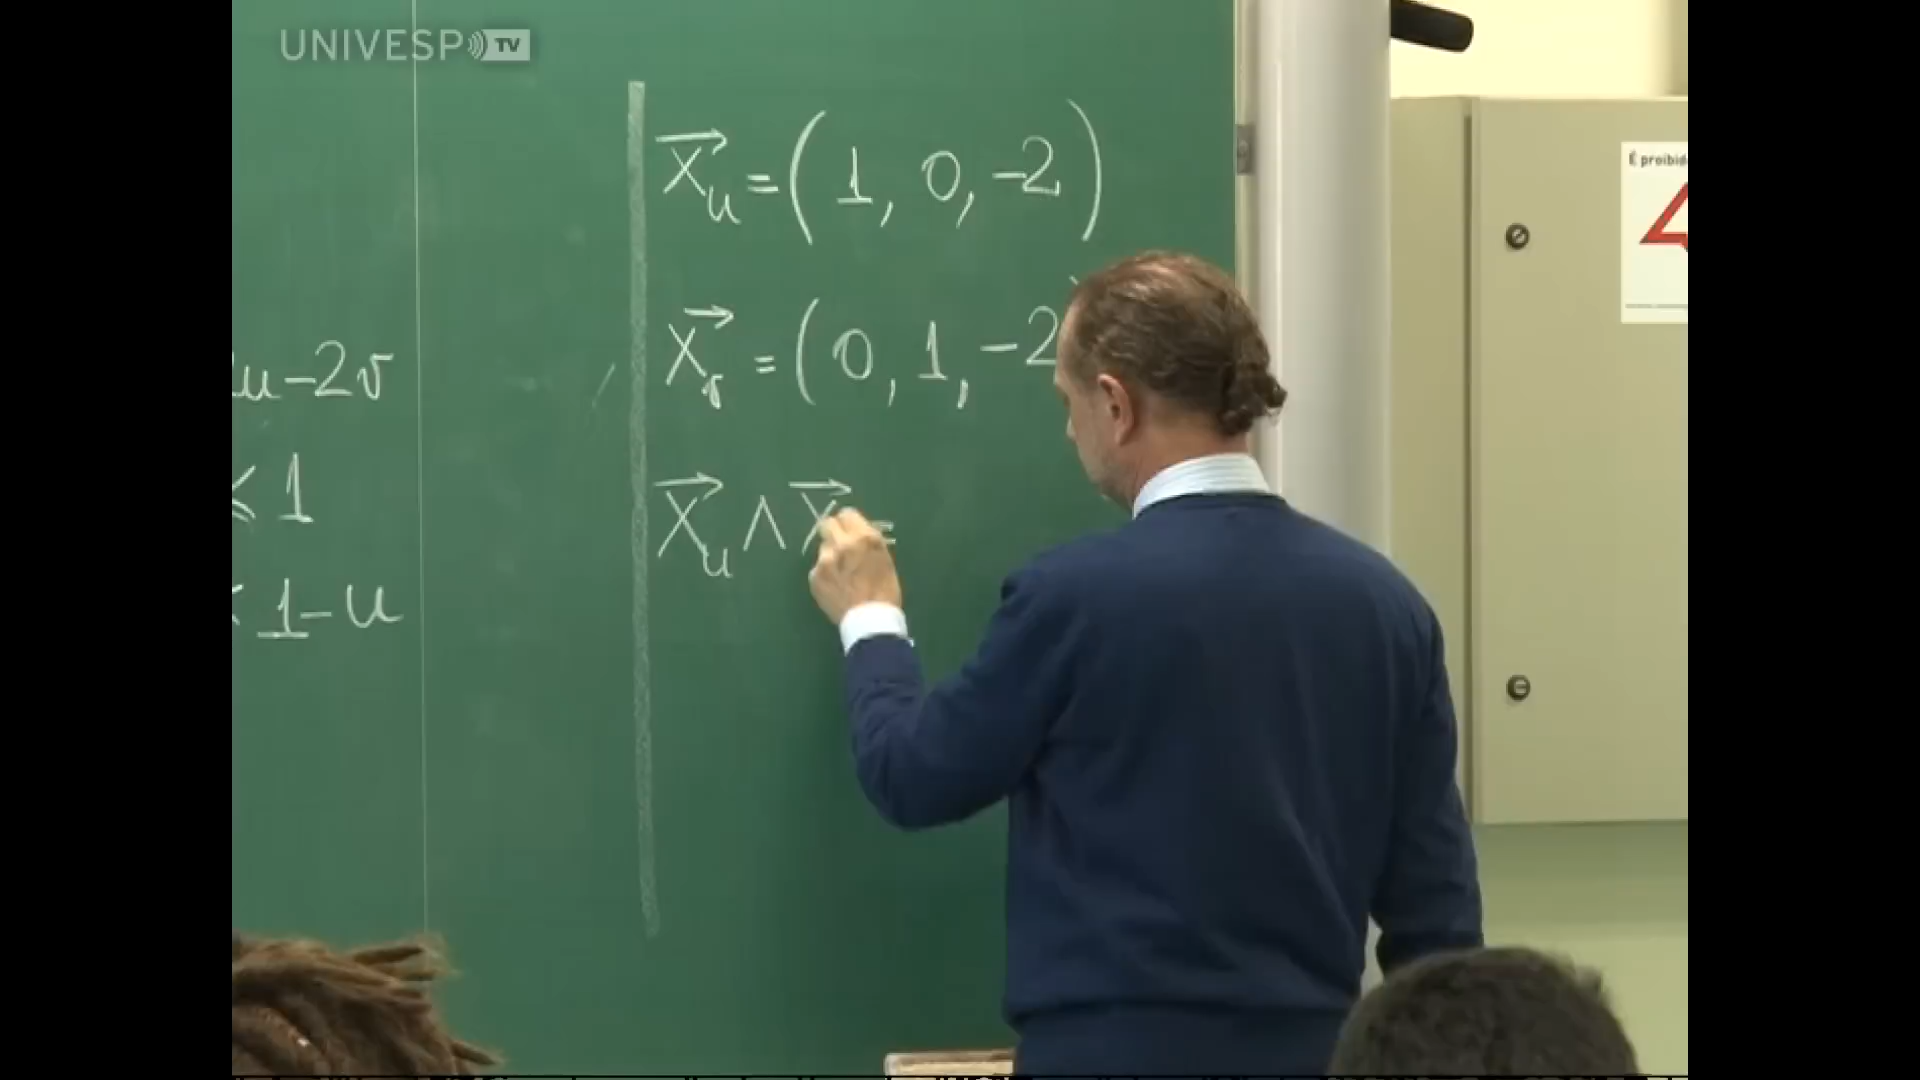 UNIVESP TV
É proibid
X⃗u = (1, 0, -2)
X⃗v = (0, 1, -2
X⃗u ∧ X⃗ =
u-2v
< 1
< 1-u